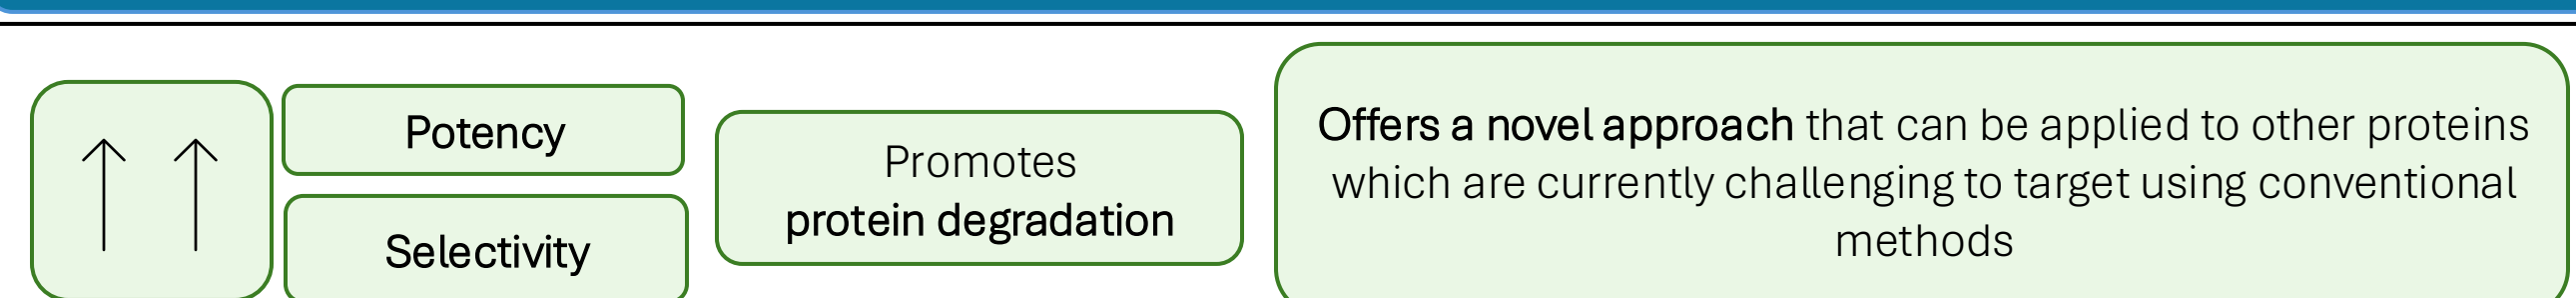 Potency
Selectivity
Promotes
protein degradation
Offers a novel approach that can be applied to other proteins
which are currently challenging to target using conventional
methods